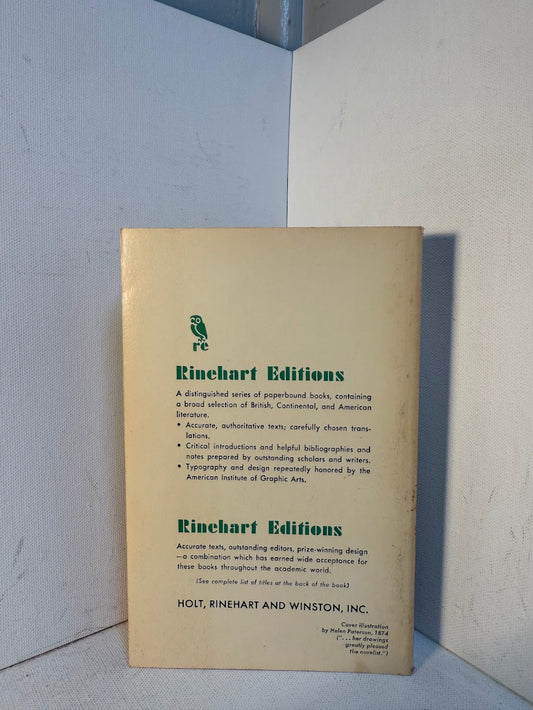 re
Rinehart Editions
A distinguished series of paperbound books, containing
a broad selection of British, Continental, and American
literature.
• Accurate, authoritative texts; carefully chosen trans-
lations.
• Critical introductions and helpful bibliographies and
notes prepared by outstanding scholars and writers.
• Typography and design repeatedly honored by the
American Institute of Graphic Arts.
Rinehart Editions
Accurate texts, outstanding editors, prize-winning design
—a combination which has earned wide acceptance for
these books throughout the academic world.
(See complete list of titles at the back of the book)
HOLT, RINEHART AND WINSTON, INC.
Cover illustration
by Helen Paterson, 1874
("... her drawings
greatly pleased
the novelist.")